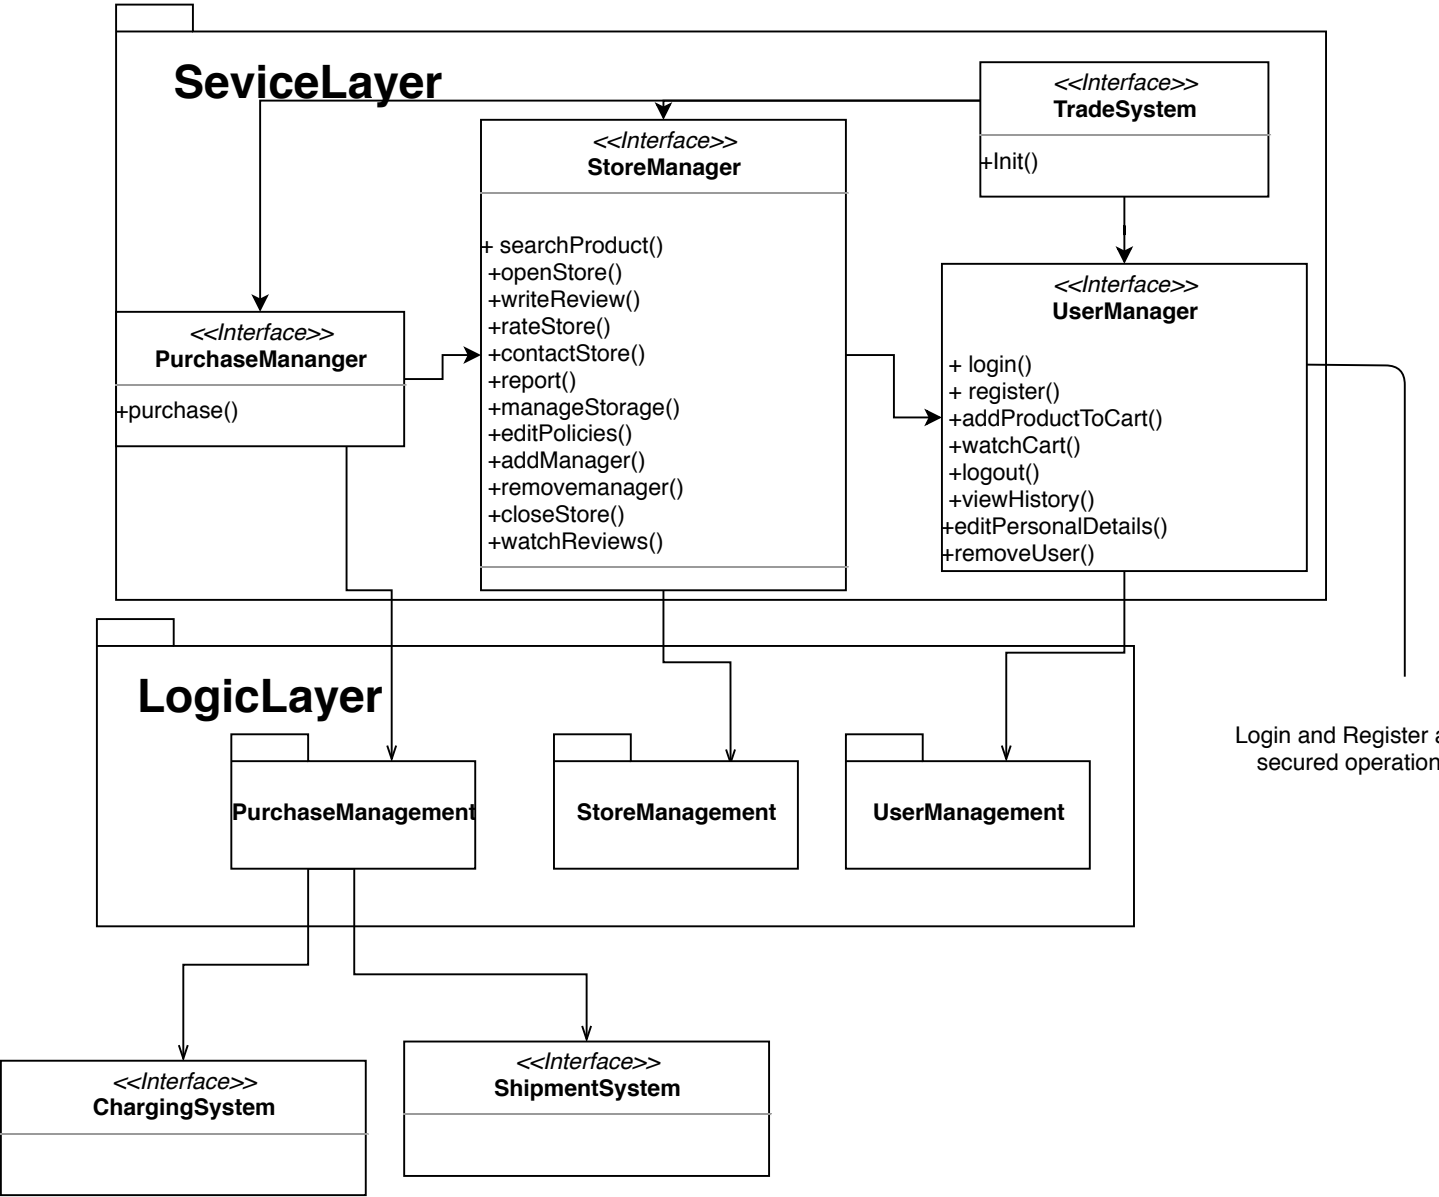 SeviceLayer
<<Interface>>
TradeSystem
+Init()
<<Interface>>
StoreManager
+ searchProduct()
+openStore()
+writeReview()
+rateStore()
+contactStore()
+report()
+manageStorage()
+editPolicies()
+addManager()
+removemanager()
+closeStore()
+watchReviews()
<<Interface>>
UserManager
+ login()
+ register()
+addProductToCart()
+watchCart()
+logout()
+viewHistory()
+editPersonalDetails()
+removeUser()
<<Interface>>
PurchaseMananger
+purchase()
LogicLayer
PurchaseManagement
StoreManagement
UserManagement
Login and Register
secured operation
<<Interface>>
ChargingSystem
<<Interface>>
ShipmentSystem